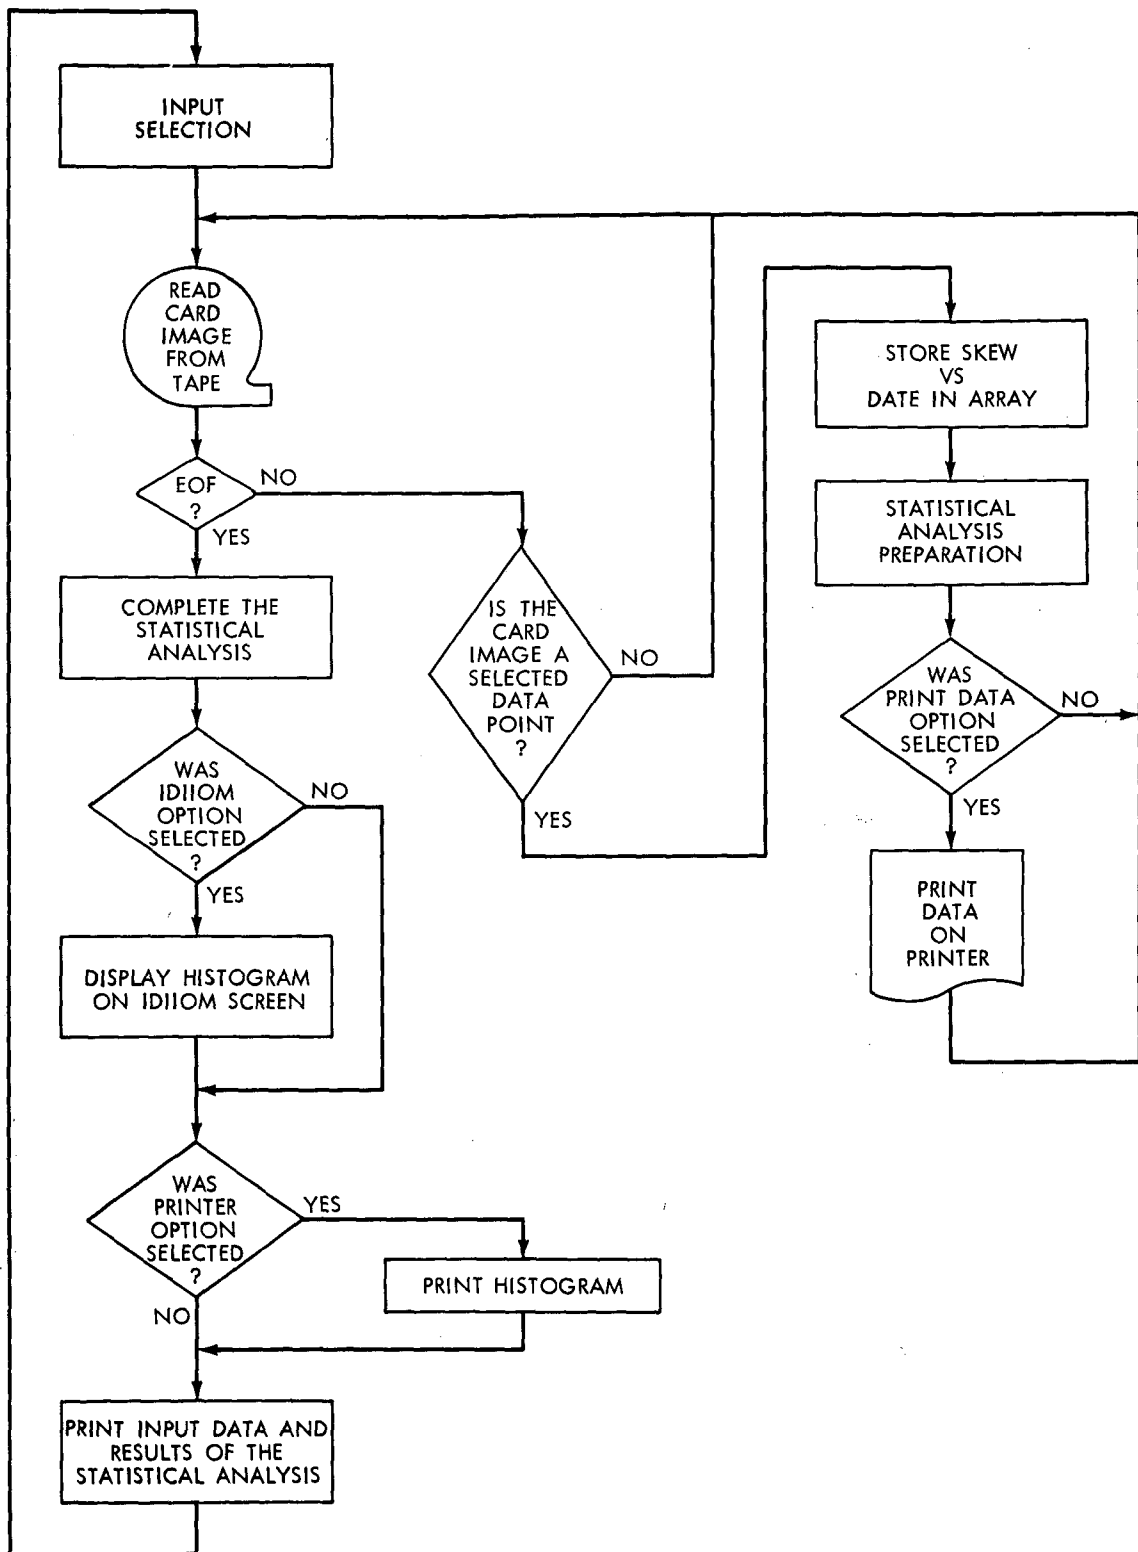 INPUT
SELECTION
READ
CARD
IMAGE
FROM
TAPE
EOF
?
NO
YES
COMPLETE THE
STATISTICAL
ANALYSIS
WAS
IDIIOM
OPTION
SELECTED
?
NO
YES
DISPLAY HISTOGRAM
ON IDIIOM SCREEN
WAS
PRINTER
OPTION
SELECTED
?
YES
NO
PRINT HISTOGRAM
PRINT INPUT DATA AND
RESULTS OF THE
STATISTICAL ANALYSIS
IS THE
CARD
IMAGE A
SELECTED
DATA
POINT
?
NO
YES
STORE SKEW
VS
DATE IN ARRAY
STATISTICAL
ANALYSIS
PREPARATION
WAS
PRINT DATA
OPTION
SELECTED
?
NO
YES
PRINT
DATA
ON
PRINTER